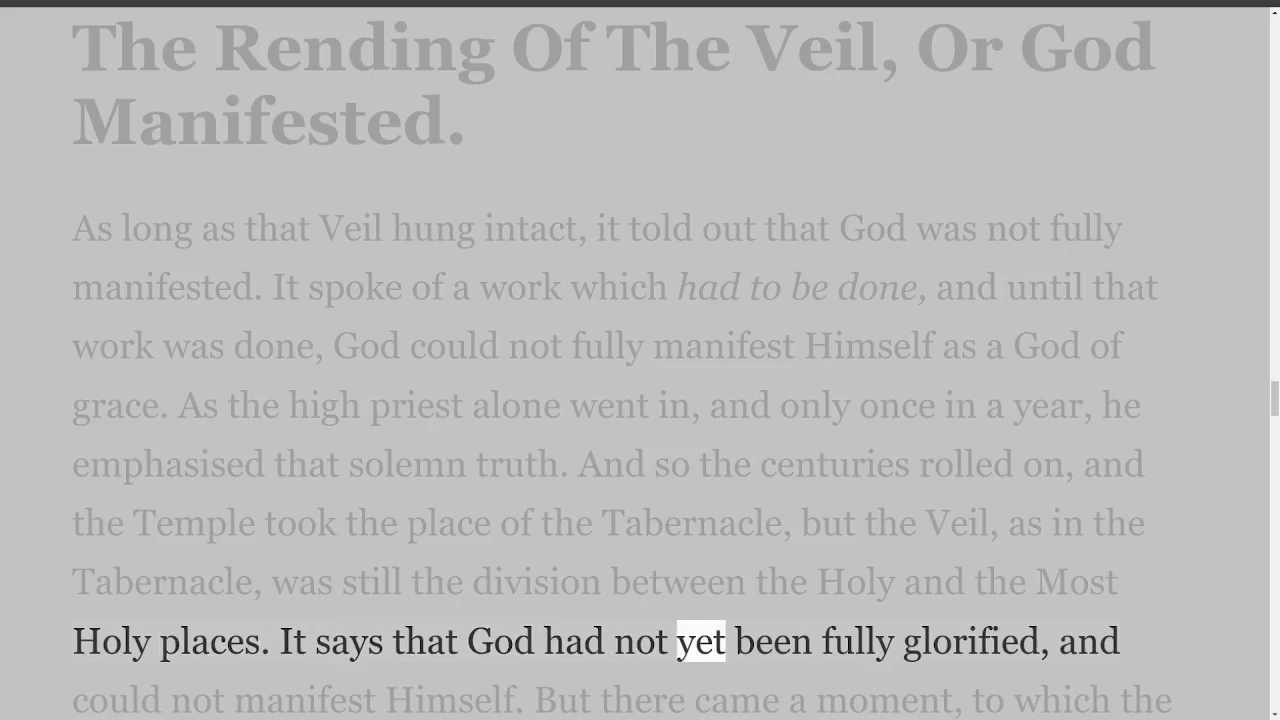 The Rending Of The Veil, Or God
Manifested.
As long as that Veil hung intact, it told out that God was not fully
manifested. It spoke of a work which had to be done, and until that
work was done, God could not fully manifest Himself as a God of
grace. As the high priest alone went in, and only once in a year, he
emphasised that solemn truth. And so the centuries rolled on, and
the Temple took the place of the Tabernacle, but the Veil, as in the
Tabernacle, was still the division between the Holy and the Most
Holy places. It says that God had not yet been fully glorified, and
could not manifest Himself. But there came a moment, to which the